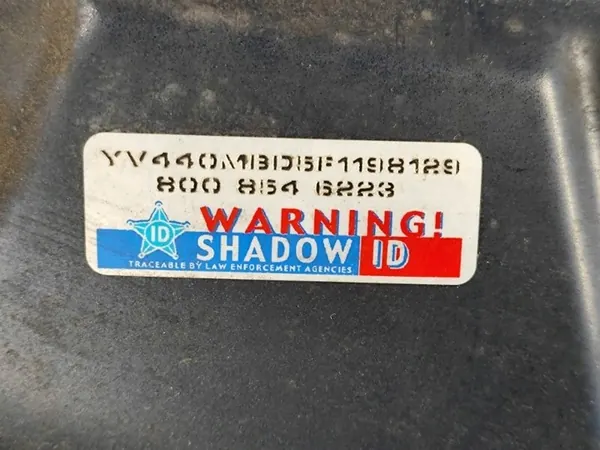 YV440MBD5F1198129
800 854 6223
ID WARNING!
SHADOW ID
TRACEABLE BY LAW ENFORCEMENT AGENCIES